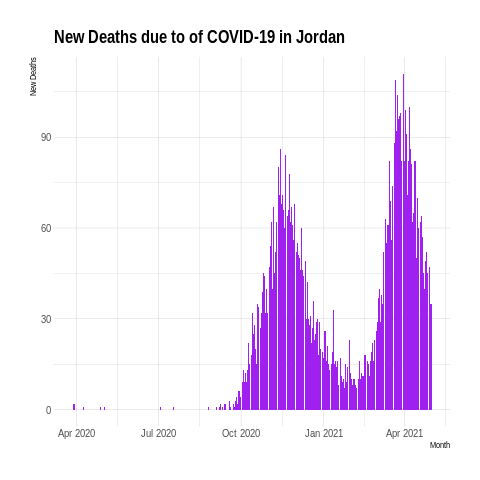 New Deaths due to of COVID-19 in Jordan
New Deaths
90
60
30
0
Apr 2020 Jul 2020 Oct 2020 Jan 2021 Apr 2021
Month